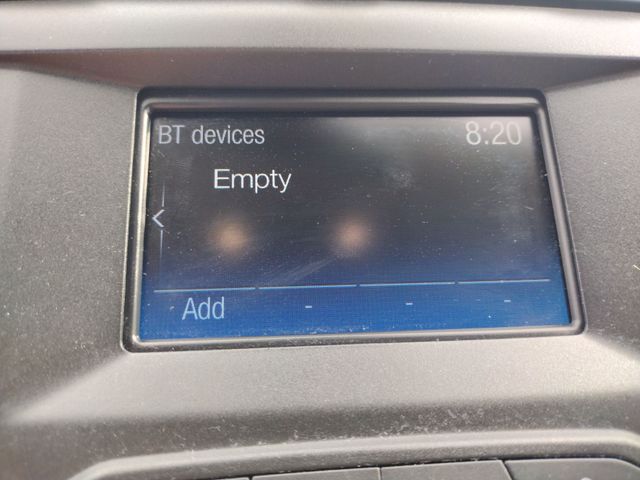 BT devices 8:20
Empty
<
Add - - -